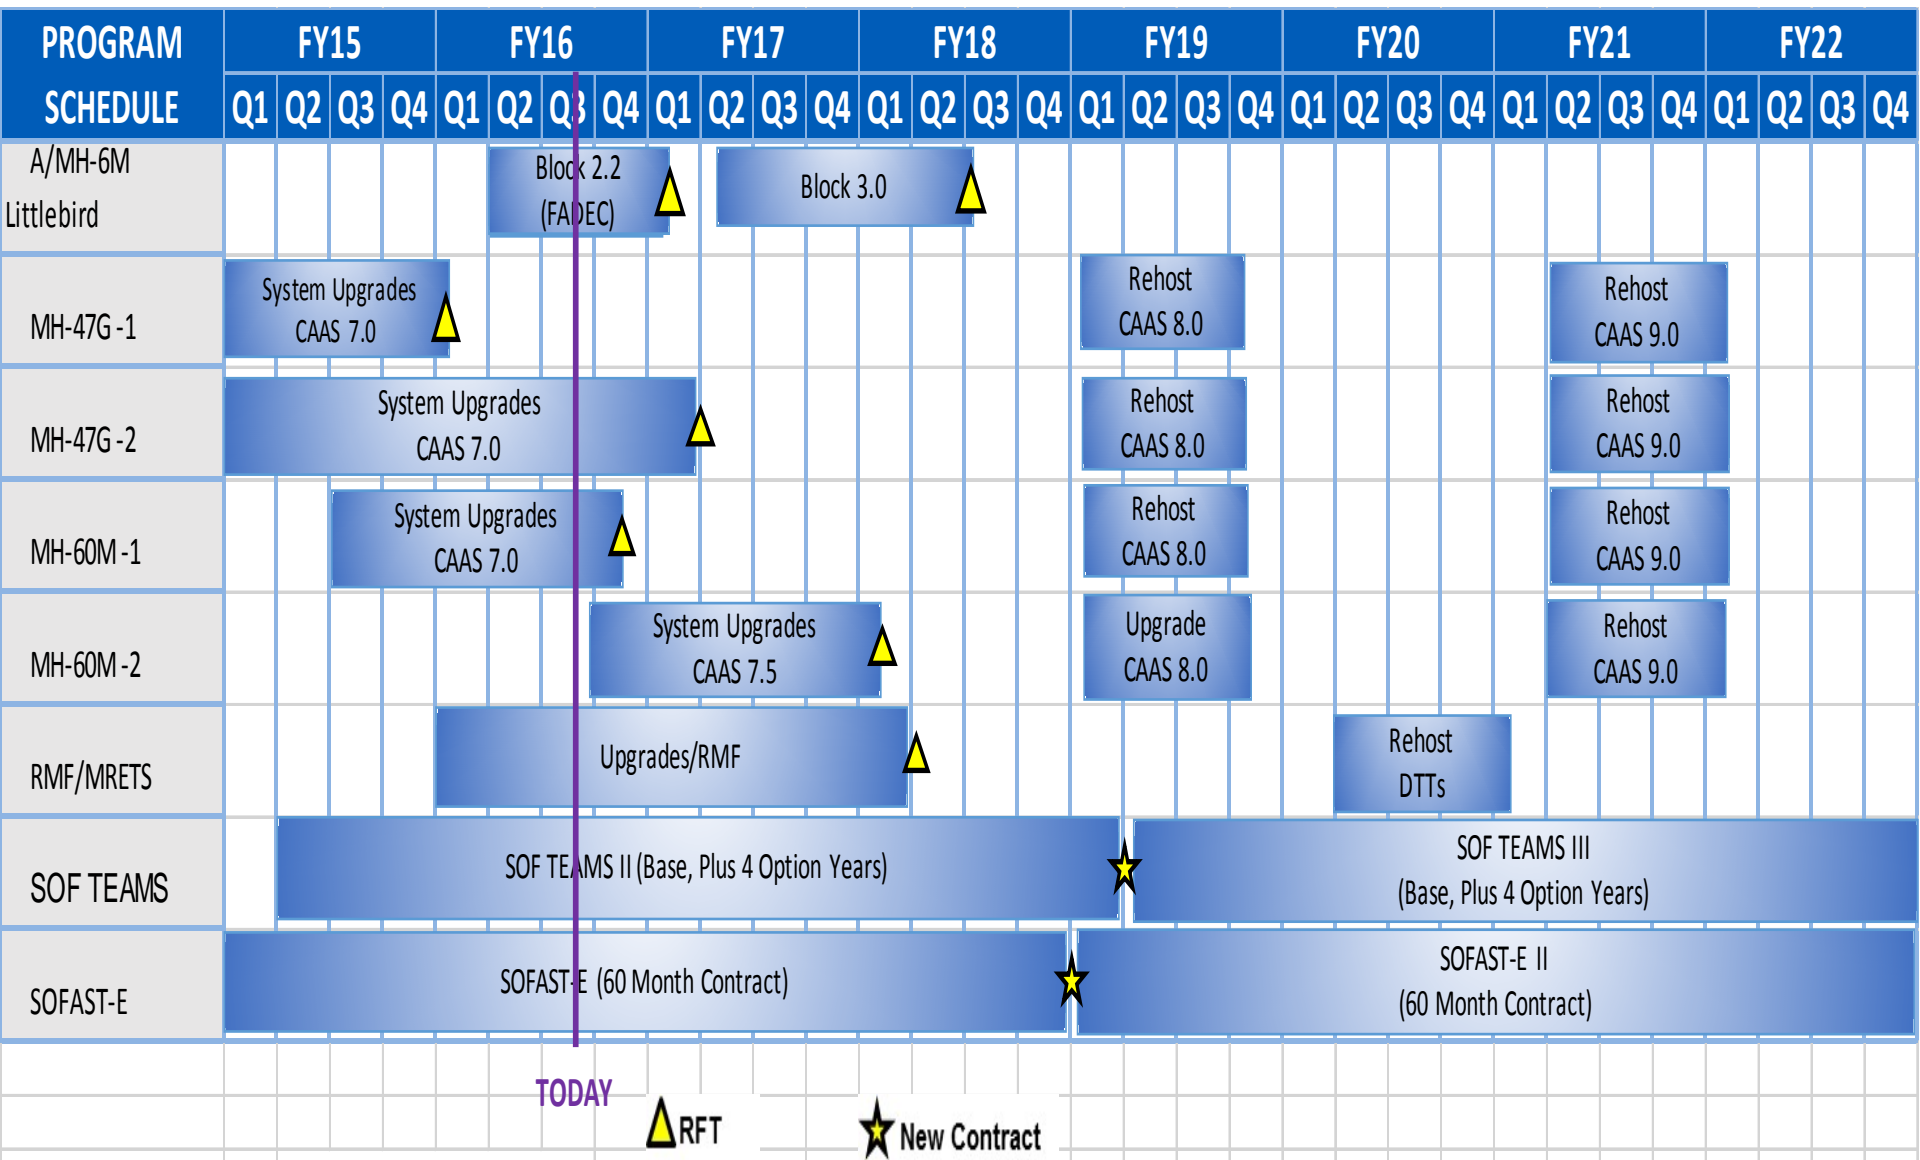 PROGRAM
SCHEDULE
FY15 FY16 FY17 FY18 FY19 FY20 FY21 FY22
Q1 Q2 Q3 Q4 Q1 Q2 Q3 Q4 Q1 Q2 Q3 Q4 Q1 Q2 Q3 Q4 Q1 Q2 Q3 Q4 Q1 Q2 Q3 Q4 Q1 Q2 Q3 Q4 Q1 Q2 Q3 Q4
A/MH-6M
Littlebird
Block 2.2
(FADEC)
Block 3.0
MH-47G -1
System Upgrades
CAAS 7.0
Rehost
CAAS 8.0
Rehost
CAAS 9.0
MH-47G -2
System Upgrades
CAAS 7.0
Rehost
CAAS 8.0
Rehost
CAAS 9.0
MH-60M -1
System Upgrades
CAAS 7.0
Rehost
CAAS 8.0
Rehost
CAAS 9.0
MH-60M -2
System Upgrades
CAAS 7.5
Upgrade
CAAS 8.0
Rehost
CAAS 9.0
RMF/MRETS
Upgrades/RMF
Rehost
DTTs
SOF TEAMS
SOF TEAMS II (Base, Plus 4 Option Years)
SOF TEAMS III
(Base, Plus 4 Option Years)
SOFAST-E
SOFAST-E (60 Month Contract)
SOFAST-E II
(60 Month Contract)
TODAY
RFT
New Contract